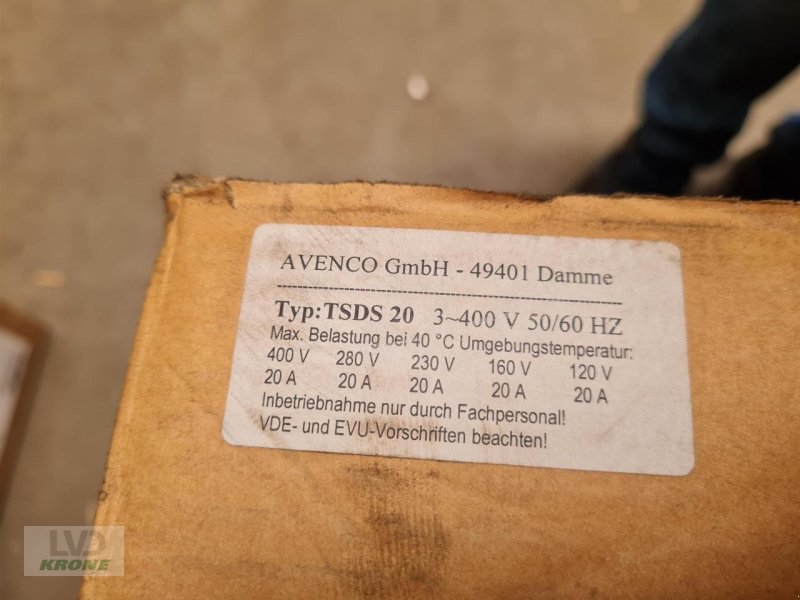 AVENCO GmbH - 49401 Damme
Typ: TSDS 20 3~400 V 50/60 HZ
Max. Belastung bei 40 °C Umgebungstemperatur:
400 V 280 V 230 V 160 V 120 V
20 A 20 A 20 A 20 A 20 A
Inbetriebnahme nur durch Fachpersonal!
VDE- und EVU-Vorschriften beachten!
LVD
KRONE